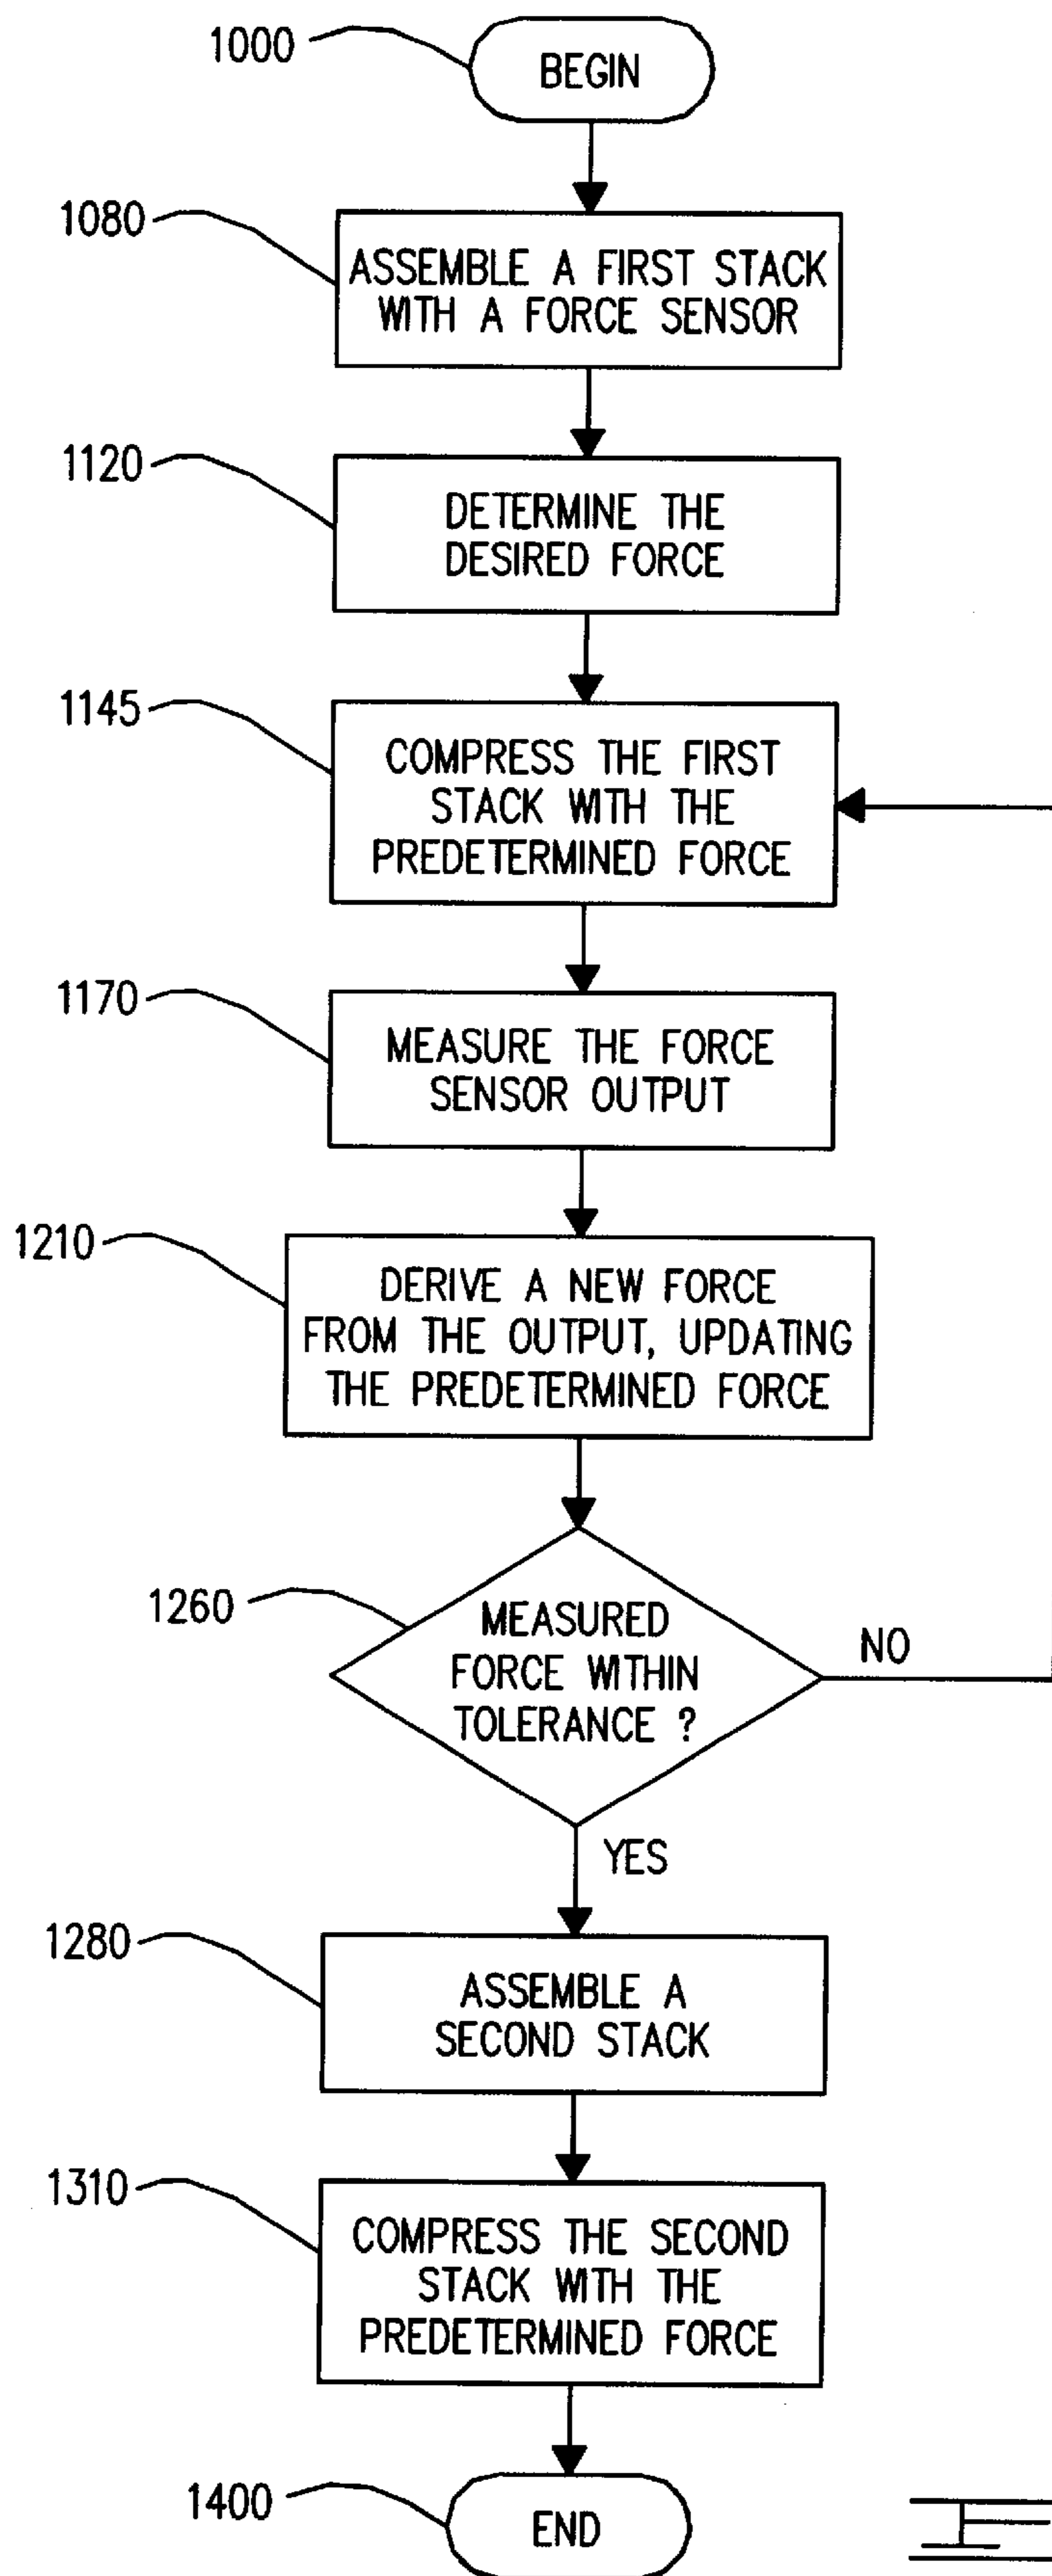 1000
BEGIN
1080
ASSEMBLE A FIRST STACK
WITH A FORCE SENSOR
1120
DETERMINE THE
DESIRED FORCE
1145
COMPRESS THE FIRST
STACK WITH THE
PREDETERMINED FORCE
1170
MEASURE THE FORCE
SENSOR OUTPUT
1210
DERIVE A NEW FORCE
FROM THE OUTPUT, UPDATING
THE PREDETERMINED FORCE
1260
MEASURED
FORCE WITHIN
TOLERANCE ?
NO
YES
1280
ASSEMBLE A
SECOND STACK
1310
COMPRESS THE SECOND
STACK WITH THE
PREDETERMINED FORCE
1400
END